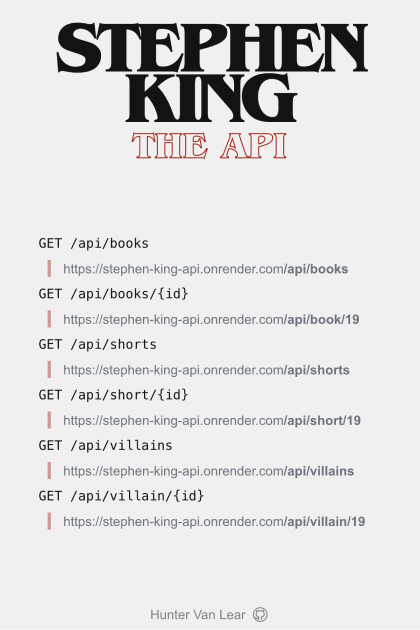 STEPHEN
KING
THE API
GET /api/books
https://stephen-king-api.onrender.com/api/books
GET /api/books/{id}
https://stephen-king-api.onrender.com/api/book/19
GET /api/shorts
https://stephen-king-api.onrender.com/api/shorts
GET /api/short/{id}
https://stephen-king-api.onrender.com/api/short/19
GET /api/villains
https://stephen-king-api.onrender.com/api/villains
GET /api/villain/{id}
https://stephen-king-api.onrender.com/api/villain/19
Hunter Van Lear